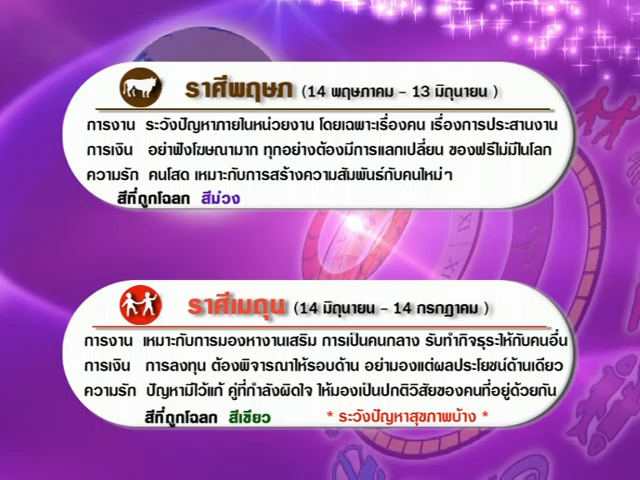 ราศีพฤษภ (14 พฤษภาคม - 13 มิถุนายน )
การงาน ระวังปัญหาภายในหน่วยงาน โดยเฉพาะเรื่องคน เรื่องการประสานงาน
การเงิน อย่าฟังโฆษณามาก ทุกอย่างต้องมีการแลกเปลี่ยน ของฟรีไม่มีในโลก
ความรัก คนโสด เหมาะกับการสร้างความสัมพันธ์กับคนใหม่ๆ
สีที่ถูกโฉลก สีม่วง
ราศีเมถุน (14 มิถุนายน - 14 กรกฎาคม )
การงาน เหมาะกับการมองหางานเสริม การเป็นคนกลาง รับทำกิจธุระให้กับคนอื่น
การเงิน การลงทุน ต้องพิจารณาให้รอบด้าน อย่ามองแต่ผลประโยชน์ด้านเดียว
ความรัก ปัญหามีไว้แก้ คู่ที่กำลังผิดใจ ให้มองเป็นปกติวิสัยของคนที่อยู่ด้วยกัน
สีที่ถูกโฉลก สีเขียว * ระวังปัญหาสุขภาพบ้าง *